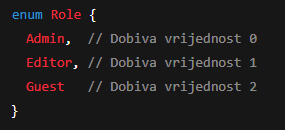 enum Role {
  Admin,  // Dobiva vrijednost 0
  Editor, // Dobiva vrijednost 1
  Guest   // Dobiva vrijednost 2
}